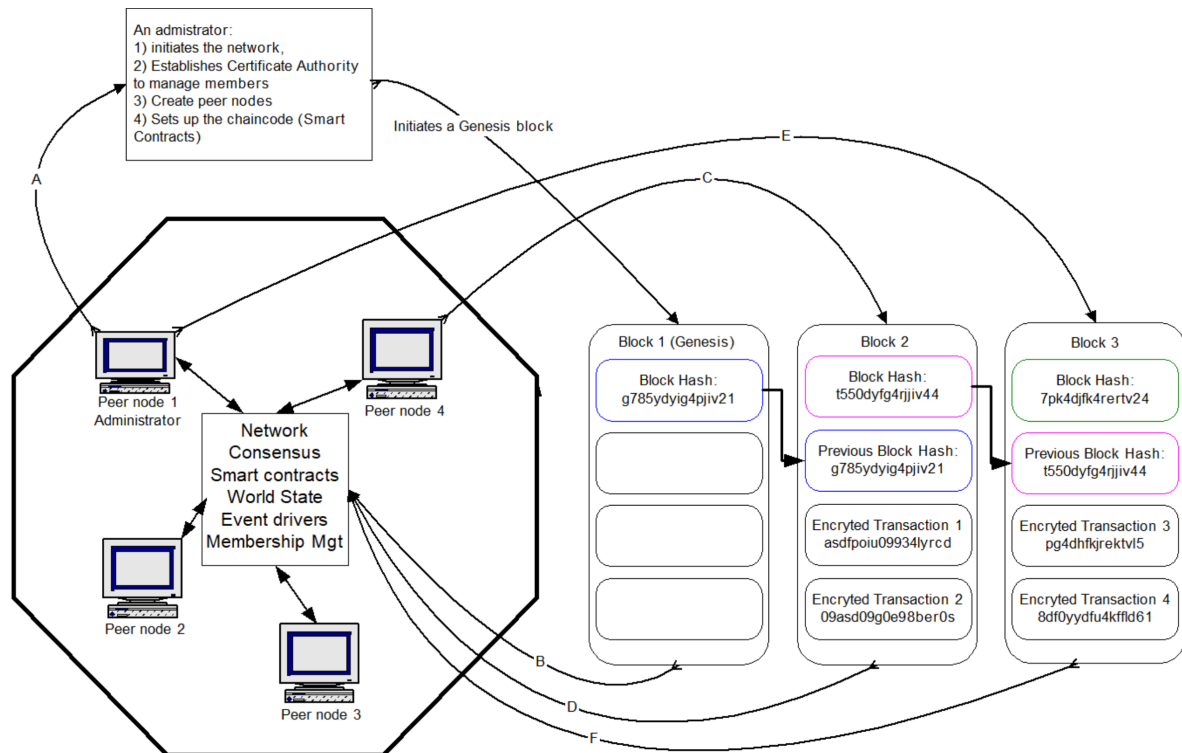 An admistrator:
1) initiates the network,
2) Establishes Certificate Authority
to manage members
3) Create peer nodes
4) Sets up the chaincode (Smart
Contracts)
Initiates a Genesis block
A
E
C
Peer node 1
Administrator
Peer node 4
Network
Consensus
Smart contracts
World State
Event drivers
Membership Mgt
Peer node 2
Peer node 3
Block 1 (Genesis)
Block Hash:
g785ydyig4pjiv21
Block 2
Block Hash:
t550dyfg4rjjiv44
Previous Block Hash:
g785ydyig4pjiv21
Encryted Transaction 1
asdfpoiu09934lyrcd
Encryted Transaction 2
09asd09g0e98ber0s
Block 3
Block Hash:
7pk4djfk4rertv24
Previous Block Hash:
t550dyfg4rjjiv44
Encryted Transaction 3
pg4dhfkjrektvl5
Encryted Transaction 4
8df0yydfu4kffld61
B
D
F